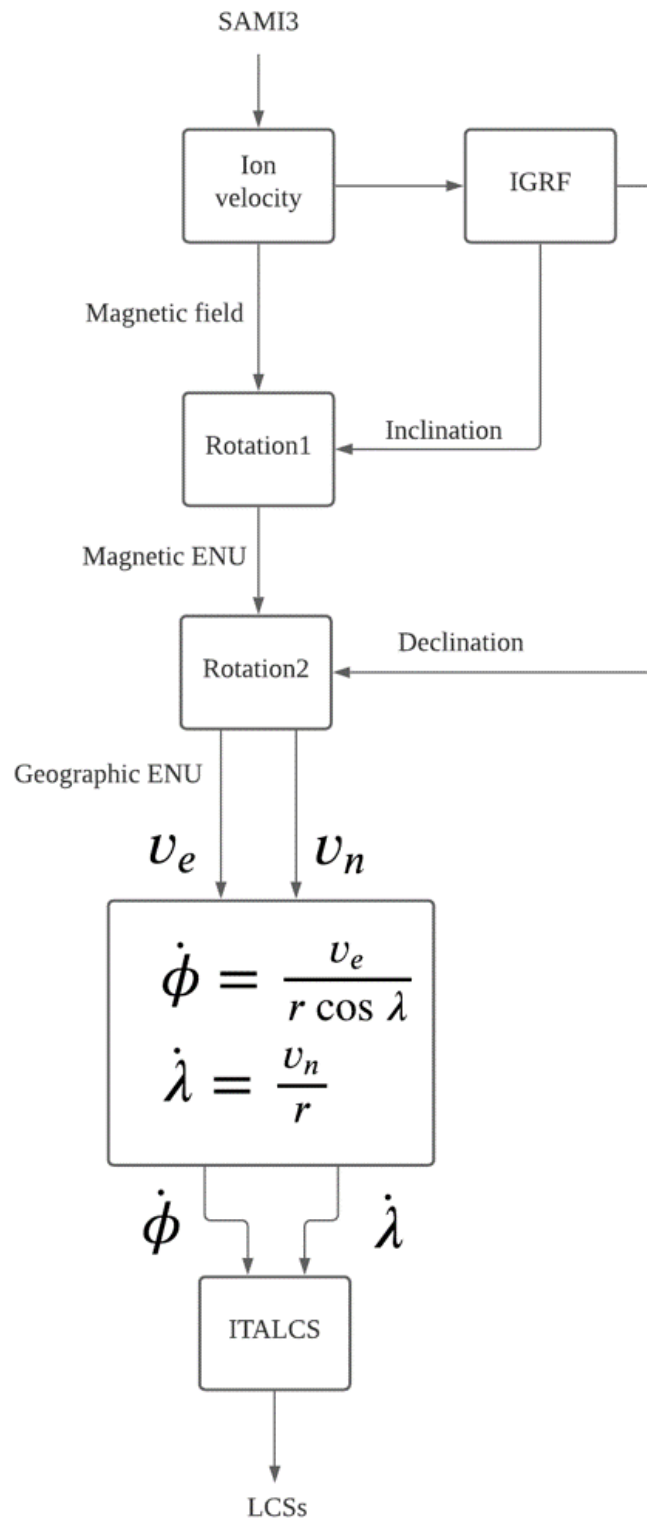 SAMI3
Ion
velocity
IGRF
Magnetic field
Rotation1
Inclination
Magnetic ENU
Rotation2
Declination
Geographic ENU
v_e
v_n
ϕ̇ = v_e / (r cos λ)
λ̇ = v_n / r
ϕ̇
λ̇
ITALCS
LCSs